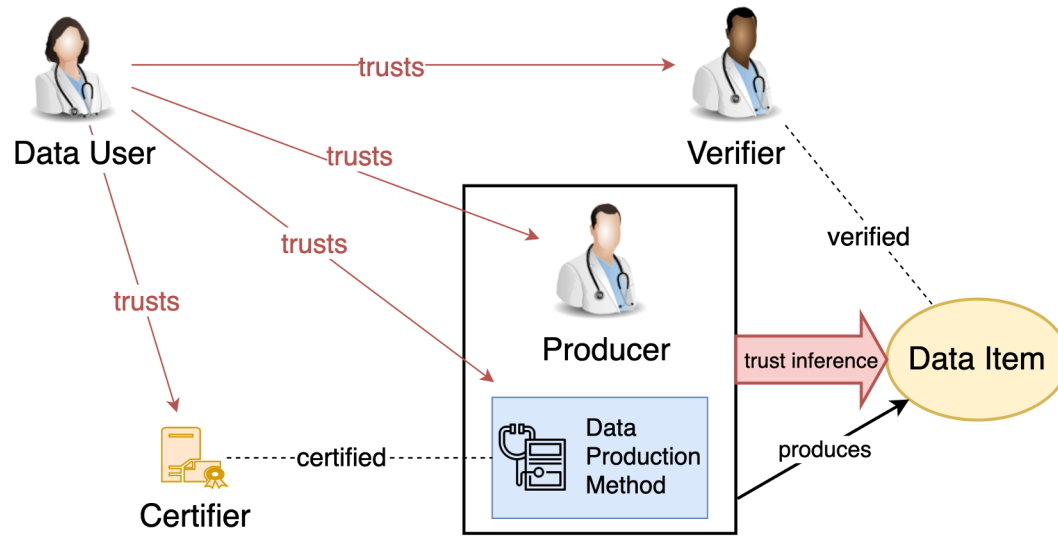 trusts
Data User
Verifier
trusts
trusts
verified
trusts
Producer
trust inference
Data Item
Data
Production
Method
produces
certified
Certifier